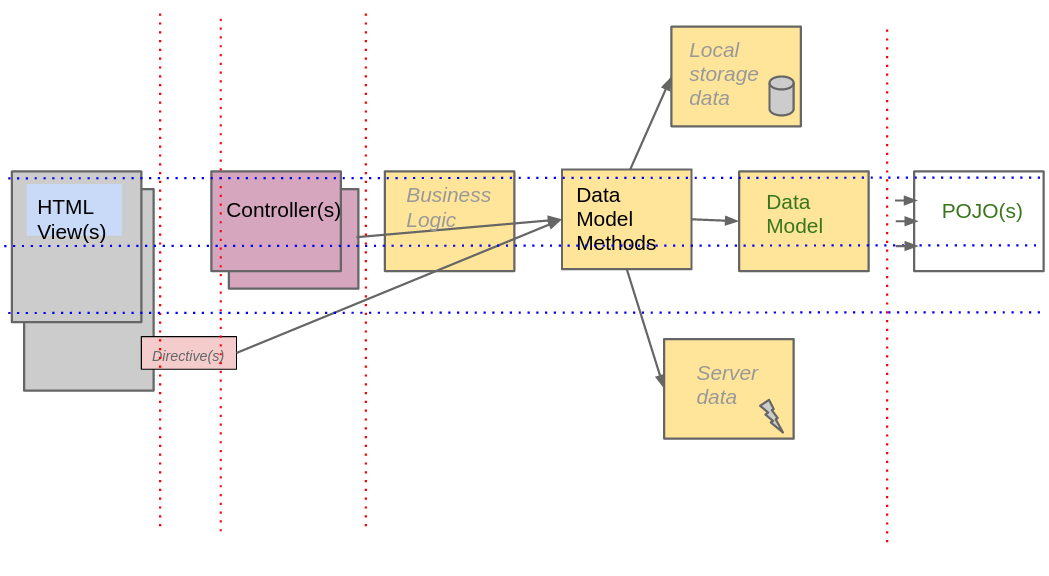 Local
storage
data
HTML
View(s)
Controller(s)
Business
Logic
Data
Model
Methods
Data
Model
POJO(s)
Directive(s)
Server
data